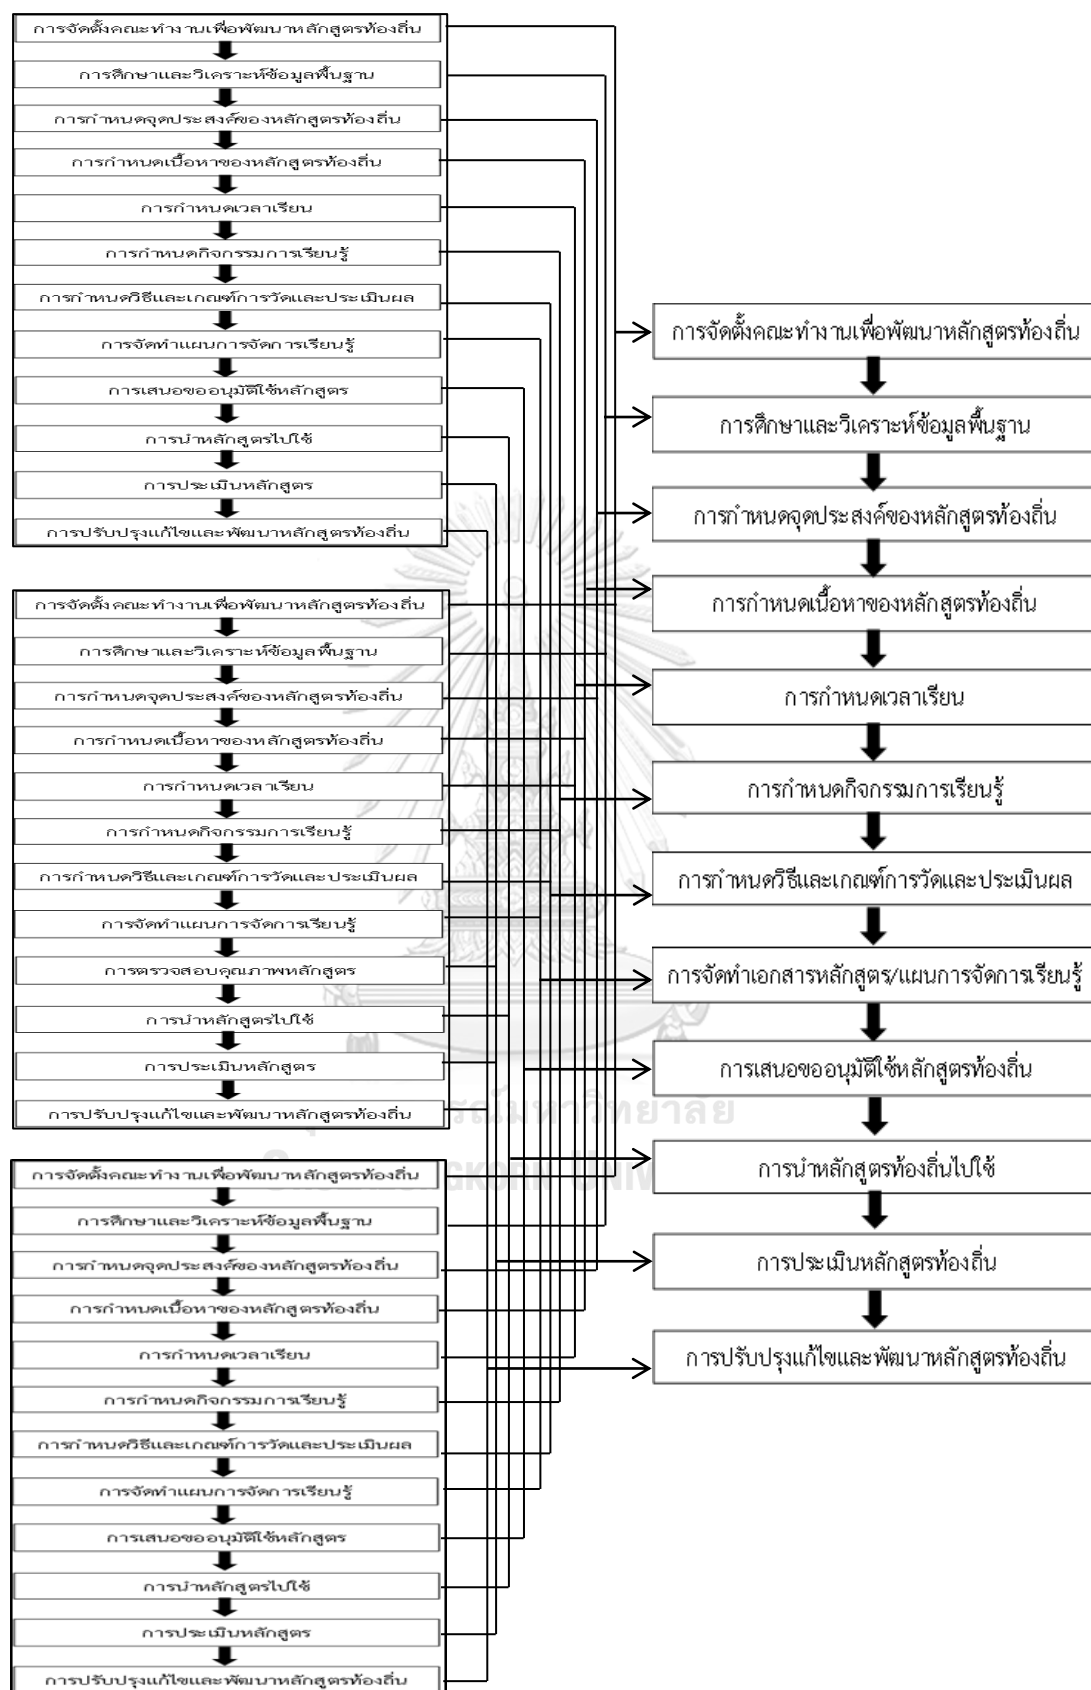 การจัดตั้งคณะทำงานเพื่อพัฒนาหลักสูตรท้องถิ่น
การศึกษาและวิเคราะห์ข้อมูลพื้นฐาน
การกำหนดจุดประสงค์ของหลักสูตรท้องถิ่น
การกำหนดเนื้อหาของหลักสูตรท้องถิ่น
การกำหนดเวลาเรียน
การกำหนดกิจกรรมการเรียนรู้
การกำหนดวิธีและเกณฑ์การวัดและประเมินผล
การจัดทำแผนการจัดการเรียนรู้
การเสนอขออนุมัติใช้หลักสูตร
การนำหลักสูตรไปใช้
การประเมินหลักสูตร
การปรับปรุงแก้ไขและพัฒนาหลักสูตรท้องถิ่น
การจัดตั้งคณะทำงานเพื่อพัฒนาหลักสูตรท้องถิ่น
การศึกษาและวิเคราะห์ข้อมูลพื้นฐาน
การกำหนดจุดประสงค์ของหลักสูตรท้องถิ่น
การกำหนดเนื้อหาของหลักสูตรท้องถิ่น
การกำหนดเวลาเรียน
การกำหนดกิจกรรมการเรียนรู้
การกำหนดวิธีและเกณฑ์การวัดและประเมินผล
การจัดทำแผนการจัดการเรียนรู้
การตรวจสอบคุณภาพหลักสูตร
การนำหลักสูตรไปใช้
การประเมินหลักสูตร
การปรับปรุงแก้ไขและพัฒนาหลักสูตรท้องถิ่น
การจัดตั้งคณะทำงานเพื่อพัฒนาหลักสูตรท้องถิ่น
การศึกษาและวิเคราะห์ข้อมูลพื้นฐาน
การกำหนดจุดประสงค์ของหลักสูตรท้องถิ่น
การกำหนดเนื้อหาของหลักสูตรท้องถิ่น
การกำหนดเวลาเรียน
การกำหนดกิจกรรมการเรียนรู้
การกำหนดวิธีและเกณฑ์การวัดและประเมินผล
การจัดทำแผนการจัดการเรียนรู้
การเสนอขออนุมัติใช้หลักสูตร
การนำหลักสูตรไปใช้
การประเมินหลักสูตร
การปรับปรุงแก้ไขและพัฒนาหลักสูตรท้องถิ่น
การจัดตั้งคณะทำงานเพื่อพัฒนาหลักสูตรท้องถิ่น
การศึกษาและวิเคราะห์ข้อมูลพื้นฐาน
การกำหนดจุดประสงค์ของหลักสูตรท้องถิ่น
การกำหนดเนื้อหาของหลักสูตรท้องถิ่น
การกำหนดเวลาเรียน
การกำหนดกิจกรรมการเรียนรู้
การกำหนดวิธีและเกณฑ์การวัดและประเมินผล
การจัดทำเอกสารหลักสูตร/แผนการจัดการเรียนรู้
การเสนอขออนุมัติใช้หลักสูตรท้องถิ่น
การนำหลักสูตรท้องถิ่นไปใช้
การประเมินหลักสูตรท้องถิ่น
การปรับปรุงแก้ไขและพัฒนาหลักสูตรท้องถิ่น